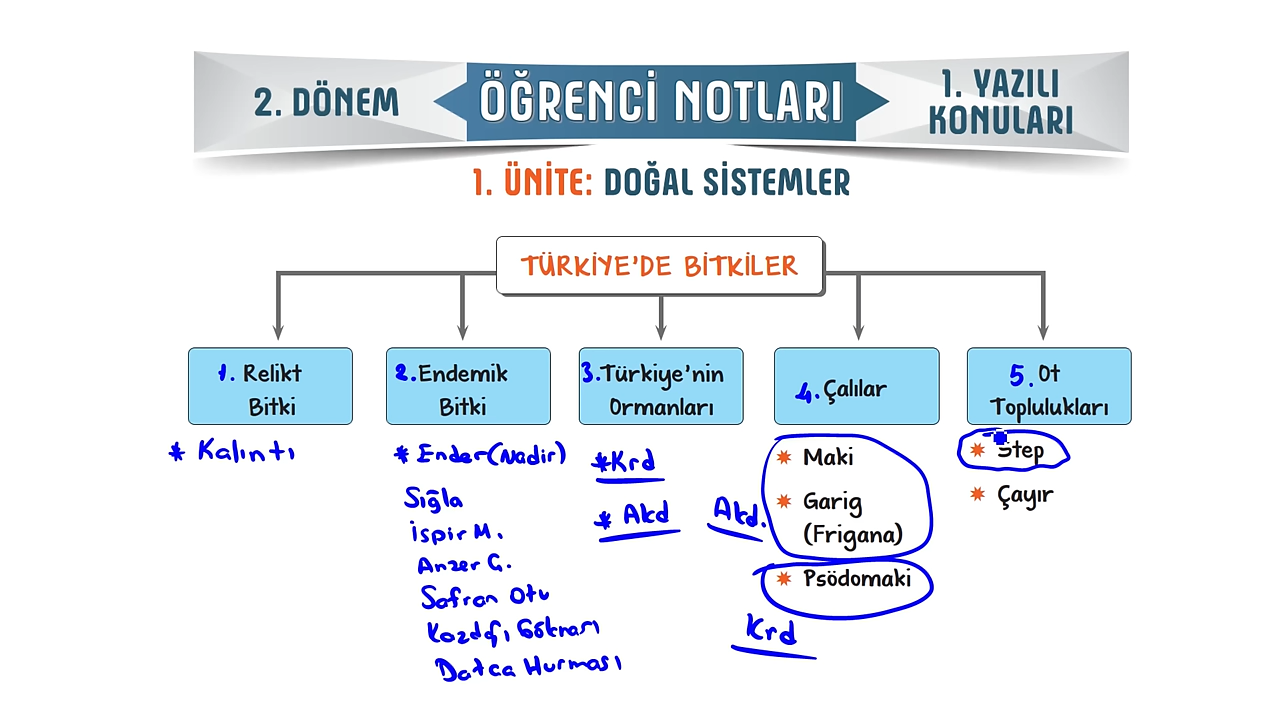 2. DÖNEM
ÖĞRENCİ NOTLARI
1. YAZILI
KONULARI
1. ÜNİTE: DOĞAL SİSTEMLER
TÜRKİYE'DE BİTKİLER
1. Relikt
Bitki
* Kalıntı
2. Endemik
Bitki
* Ender (Nadir)
Sığla
İspir M.
Anzer G.
Safran Otu
Kazdağı Göknarı
Datca Hurması
3. Türkiye'nin
Ormanları
* Krd
* Akd
4. Çalılar
Maki
Garig
(Frigana)
Akd.
Psödomaki
Krd
5. Ot
Toplulukları
Step
Çayır